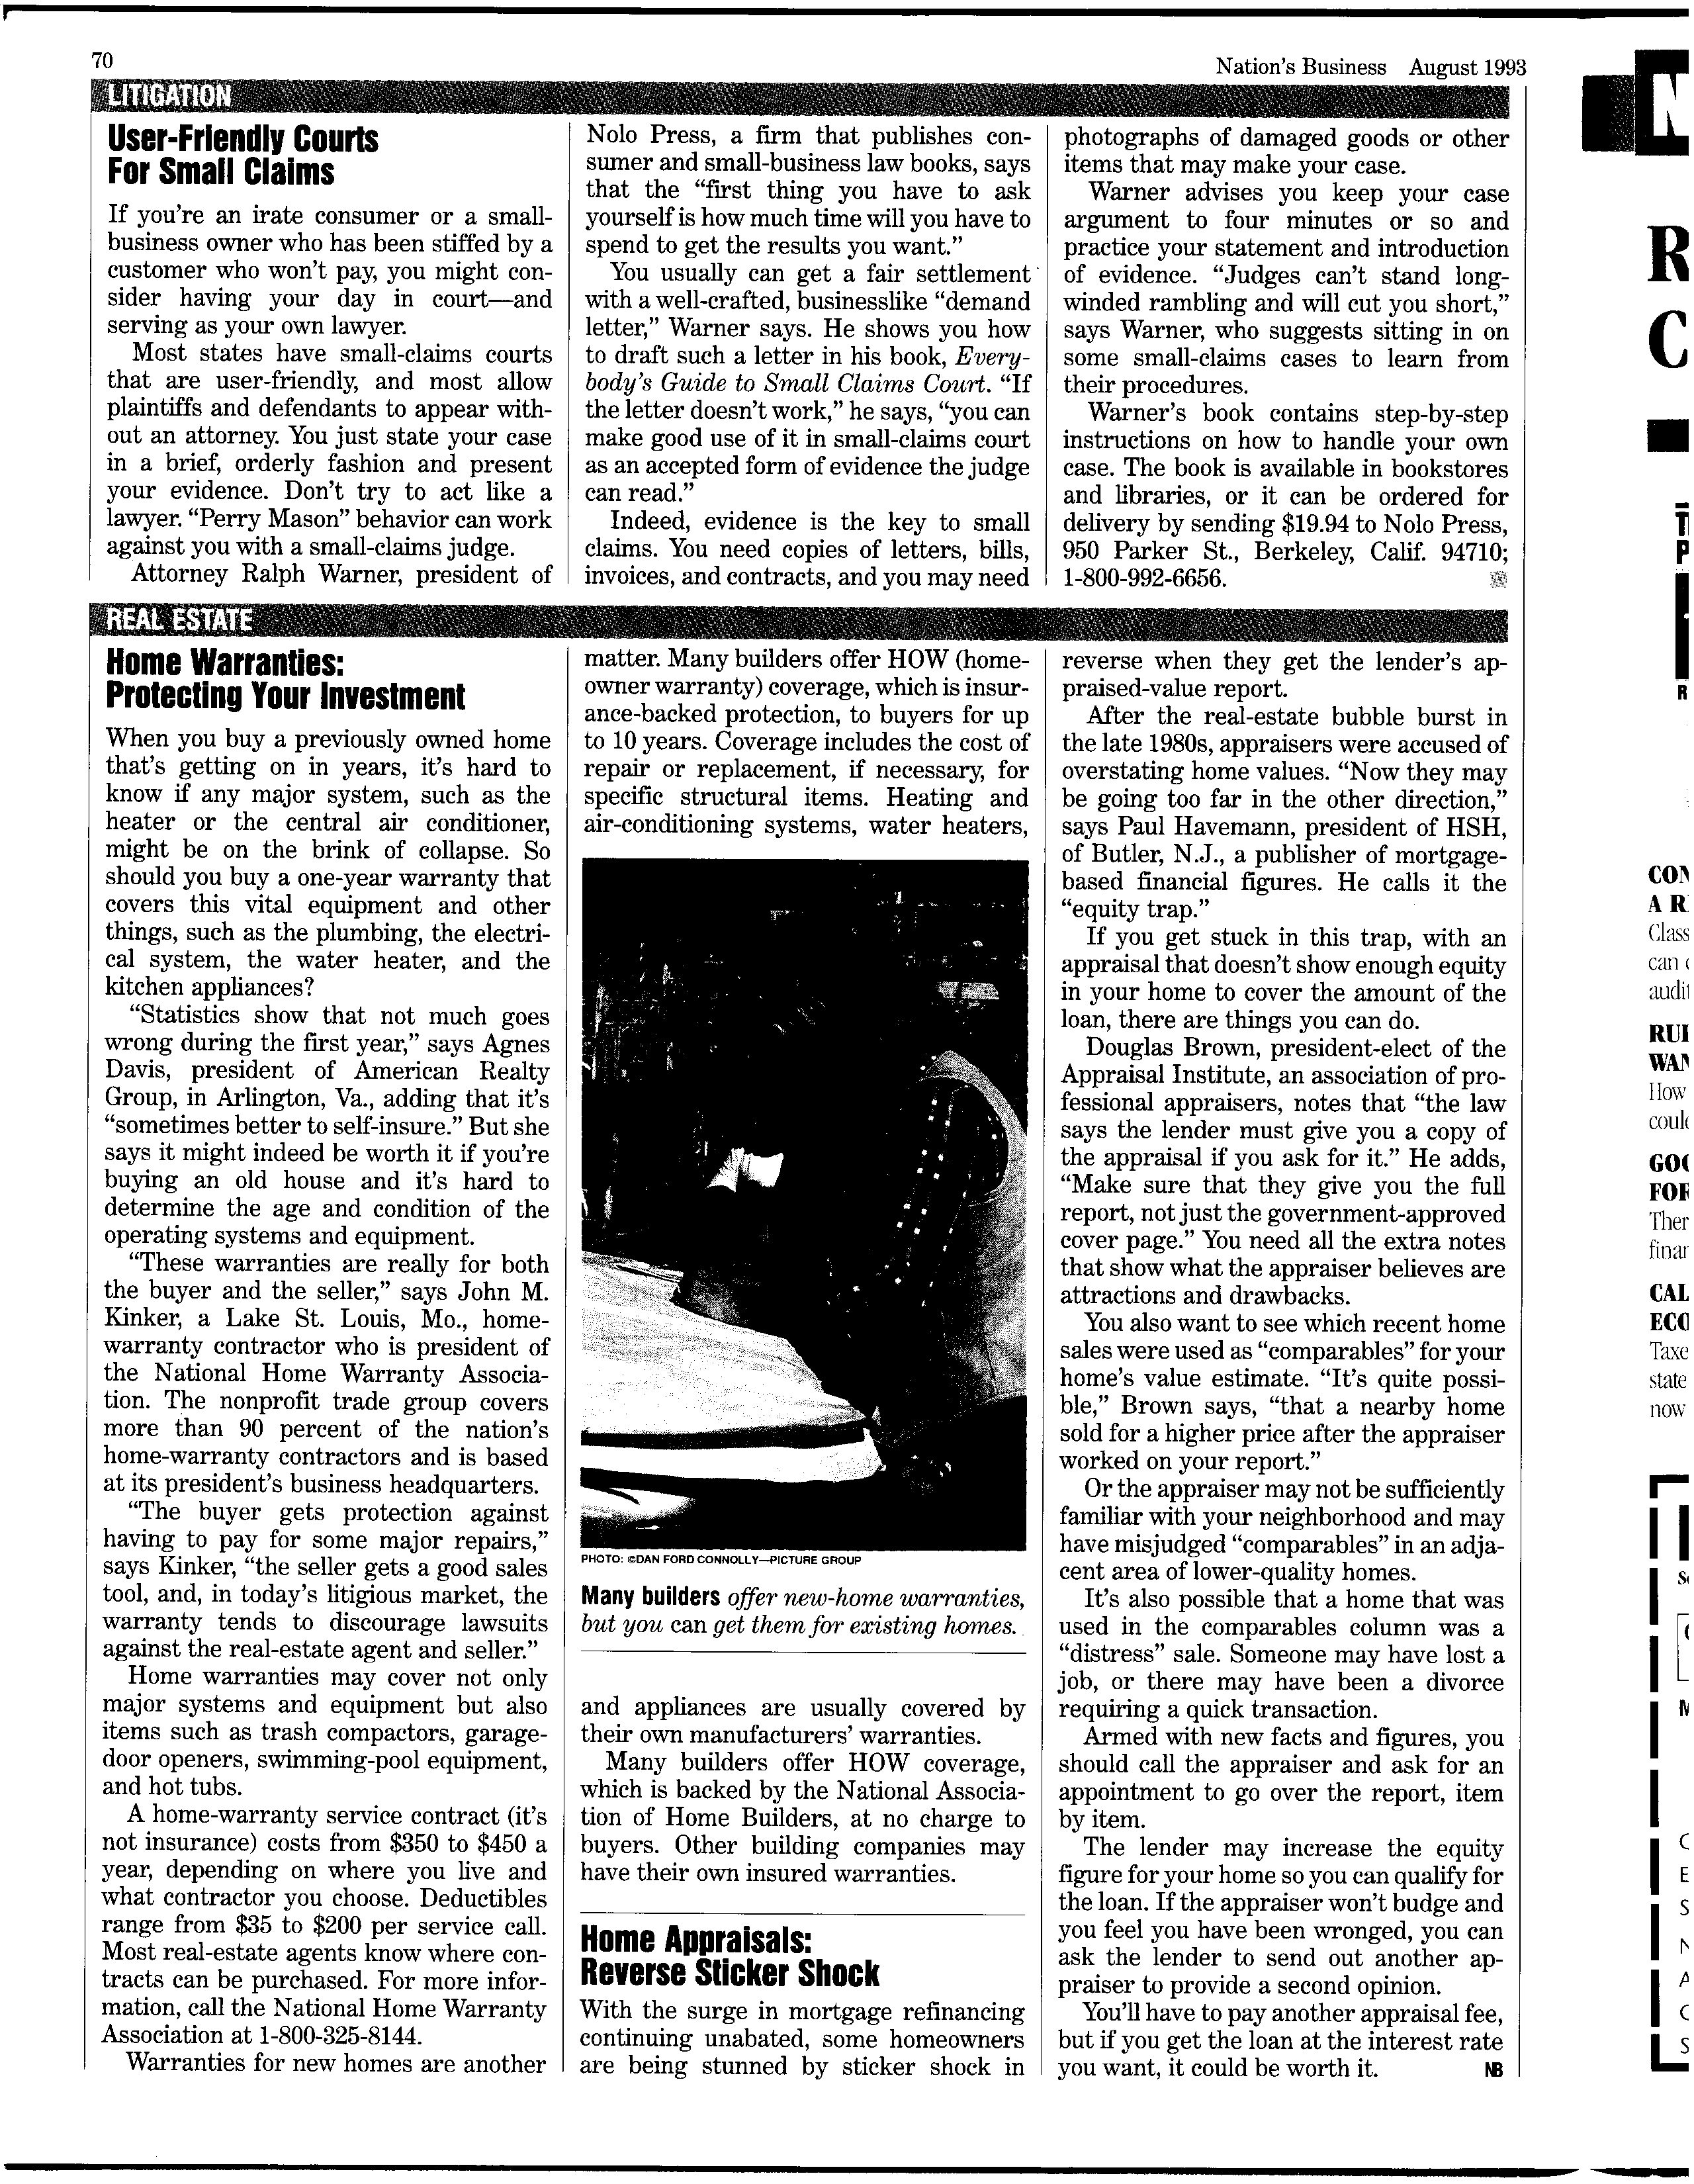 70
Nation's Business August 1993
LITIGATION
User-Friendly Courts
For Small Claims
If you're an irate consumer or a small-
business owner who has been stiffed by a
customer who won't pay, you might con-
sider having your day in court—and
serving as your own lawyer.
Most states have small-claims courts
that are user-friendly, and most allow
plaintiffs and defendants to appear with-
out an attorney. You just state your case
in a brief, orderly fashion and present
your evidence. Don't try to act like a
lawyer. “Perry Mason” behavior can work
against you with a small-claims judge.
Attorney Ralph Warner, president of
Nolo Press, a firm that publishes con-
sumer and small-business law books, says
that the “first thing you have to ask
yourself is how much time will you have to
spend to get the results you want.”
You usually can get a fair settlement
with a well-crafted, businesslike “demand
letter,” Warner says. He shows you how
to draft such a letter in his book, Every-
body's Guide to Small Claims Court. “If
the letter doesn't work,” he says, “you can
make good use of it in small-claims court
as an accepted form of evidence the judge
can read.”
Indeed, evidence is the key to small
claims. You need copies of letters, bills,
invoices, and contracts, and you may need
photographs of damaged goods or other
items that may make your case.
Warner advises you keep your case
argument to four minutes or so and
practice your statement and introduction
of evidence. “Judges can't stand long-
winded rambling and will cut you short,”
says Warner, who suggests sitting in on
some small-claims cases to learn from
their procedures.
Warner's book contains step-by-step
instructions on how to handle your own
case. The book is available in bookstores
and libraries, or it can be ordered for
delivery by sending $19.94 to Nolo Press,
950 Parker St., Berkeley, Calif. 94710;
1-800-992-6656.
REAL ESTATE
Home Warranties:
Protecting Your Investment
When you buy a previously owned home
that's getting on in years, it's hard to
know if any major system, such as the
heater or the central air conditioner,
might be on the brink of collapse. So
should you buy a one-year warranty that
covers this vital equipment and other
things, such as the plumbing, the electri-
cal system, the water heater, and the
kitchen appliances?
“Statistics show that not much goes
wrong during the first year,” says Agnes
Davis, president of American Realty
Group, in Arlington, Va., adding that it's
“sometimes better to self-insure.” But she
says it might indeed be worth it if you're
buying an old house and it's hard to
determine the age and condition of the
operating systems and equipment.
“These warranties are really for both
the buyer and the seller,” says John M.
Kinker, a Lake St. Louis, Mo., home-
warranty contractor who is president of
the National Home Warranty Associa-
tion. The nonprofit trade group covers
more than 90 percent of the nation's
home-warranty contractors and is based
at its president's business headquarters.
“The buyer gets protection against
having to pay for some major repairs,”
says Kinker, “the seller gets a good sales
tool, and, in today's litigious market, the
warranty tends to discourage lawsuits
against the real-estate agent and seller.”
Home warranties may cover not only
major systems and equipment but also
items such as trash compactors, garage-
door openers, swimming-pool equipment,
and hot tubs.
A home-warranty service contract (it's
not insurance) costs from $350 to $450 a
year, depending on where you live and
what contractor you choose. Deductibles
range from $35 to $200 per service call.
Most real-estate agents know where con-
tracts can be purchased. For more infor-
mation, call the National Home Warranty
Association at 1-800-325-8144.
Warranties for new homes are another
matter. Many builders offer HOW (home-
owner warranty) coverage, which is insur-
ance-backed protection, to buyers for up
to 10 years. Coverage includes the cost of
repair or replacement, if necessary, for
specific structural items. Heating and
air-conditioning systems, water heaters,
PHOTO: ©DAN FORD CONNOLLY—PICTURE GROUP
Many builders offer new-home warranties,
but you can get them for existing homes.
and appliances are usually covered by
their own manufacturers' warranties.
Many builders offer HOW coverage,
which is backed by the National Associa-
tion of Home Builders, at no charge to
buyers. Other building companies may
have their own insured warranties.
Home Appraisals:
Reverse Sticker Shock
With the surge in mortgage refinancing
continuing unabated, some homeowners
are being stunned by sticker shock in
reverse when they get the lender's ap-
praised-value report.
After the real-estate bubble burst in
the late 1980s, appraisers were accused of
overstating home values. “Now they may
be going too far in the other direction,”
says Paul Havemann, president of HSH,
of Butler, N.J., a publisher of mortgage-
based financial figures. He calls it the
“equity trap.”
If you get stuck in this trap, with an
appraisal that doesn't show enough equity
in your home to cover the amount of the
loan, there are things you can do.
Douglas Brown, president-elect of the
Appraisal Institute, an association of pro-
fessional appraisers, notes that “the law
says the lender must give you a copy of
the appraisal if you ask for it.” He adds,
“Make sure that they give you the full
report, not just the government-approved
cover page.” You need all the extra notes
that show what the appraiser believes are
attractions and drawbacks.
You also want to see which recent home
sales were used as “comparables” for your
home's value estimate. “It's quite possi-
ble,” Brown says, “that a nearby home
sold for a higher price after the appraiser
worked on your report.”
Or the appraiser may not be sufficiently
familiar with your neighborhood and may
have misjudged “comparables” in an adja-
cent area of lower-quality homes.
It's also possible that a home that was
used in the comparables column was a
“distress” sale. Someone may have lost a
job, or there may have been a divorce
requiring a quick transaction.
Armed with new facts and figures, you
should call the appraiser and ask for an
appointment to go over the report, item
by item.
The lender may increase the equity
figure for your home so you can qualify for
the loan. If the appraiser won't budge and
you feel you have been wronged, you can
ask the lender to send out another ap-
praiser to provide a second opinion.
You'll have to pay another appraisal fee,
but if you get the loan at the interest rate
you want, it could be worth it. NB